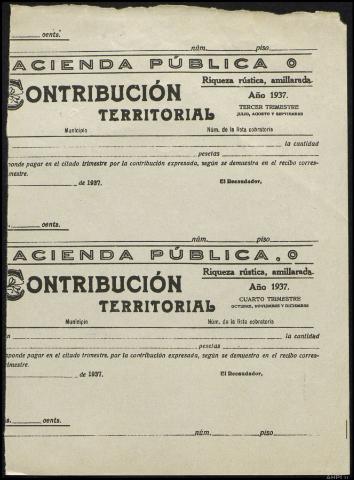 cents.
núm. piso
ACIENDA PÚBLICA O
Riqueza rústica, amillarada.
CONTRIBUCIÓN
TERRITORIAL
Año 1937.
TERCER TRIMESTRE
JULIO, AGOSTO Y SEPTIEMBRE
Municipio Núm. de la lista cobratoria
la cantidad
pesetas
ponde pagar en el citado trimestre por la contribución expresada, según se demuestra en el recibo corres-
mestre.
de 1937. El Recaudador,
s. cents.
núm. piso
HACIENDA PÚBLICA. O
Riqueza rústica, amillarada.
CONTRIBUCIÓN
TERRITORIAL
Año 1937.
CUARTO TRIMESTRE
OCTUBRE, NOVIEMBRE Y DICIEMBRE
Municipio Núm. de la lista cobratoria
n la cantidad
pesetas
sponde pagar en el citado trimestre, por la contribución expresada, según se demuestra en el recibo corres-
trimestre.
de 1937. El Recaudador,
s. cents.
núm. piso